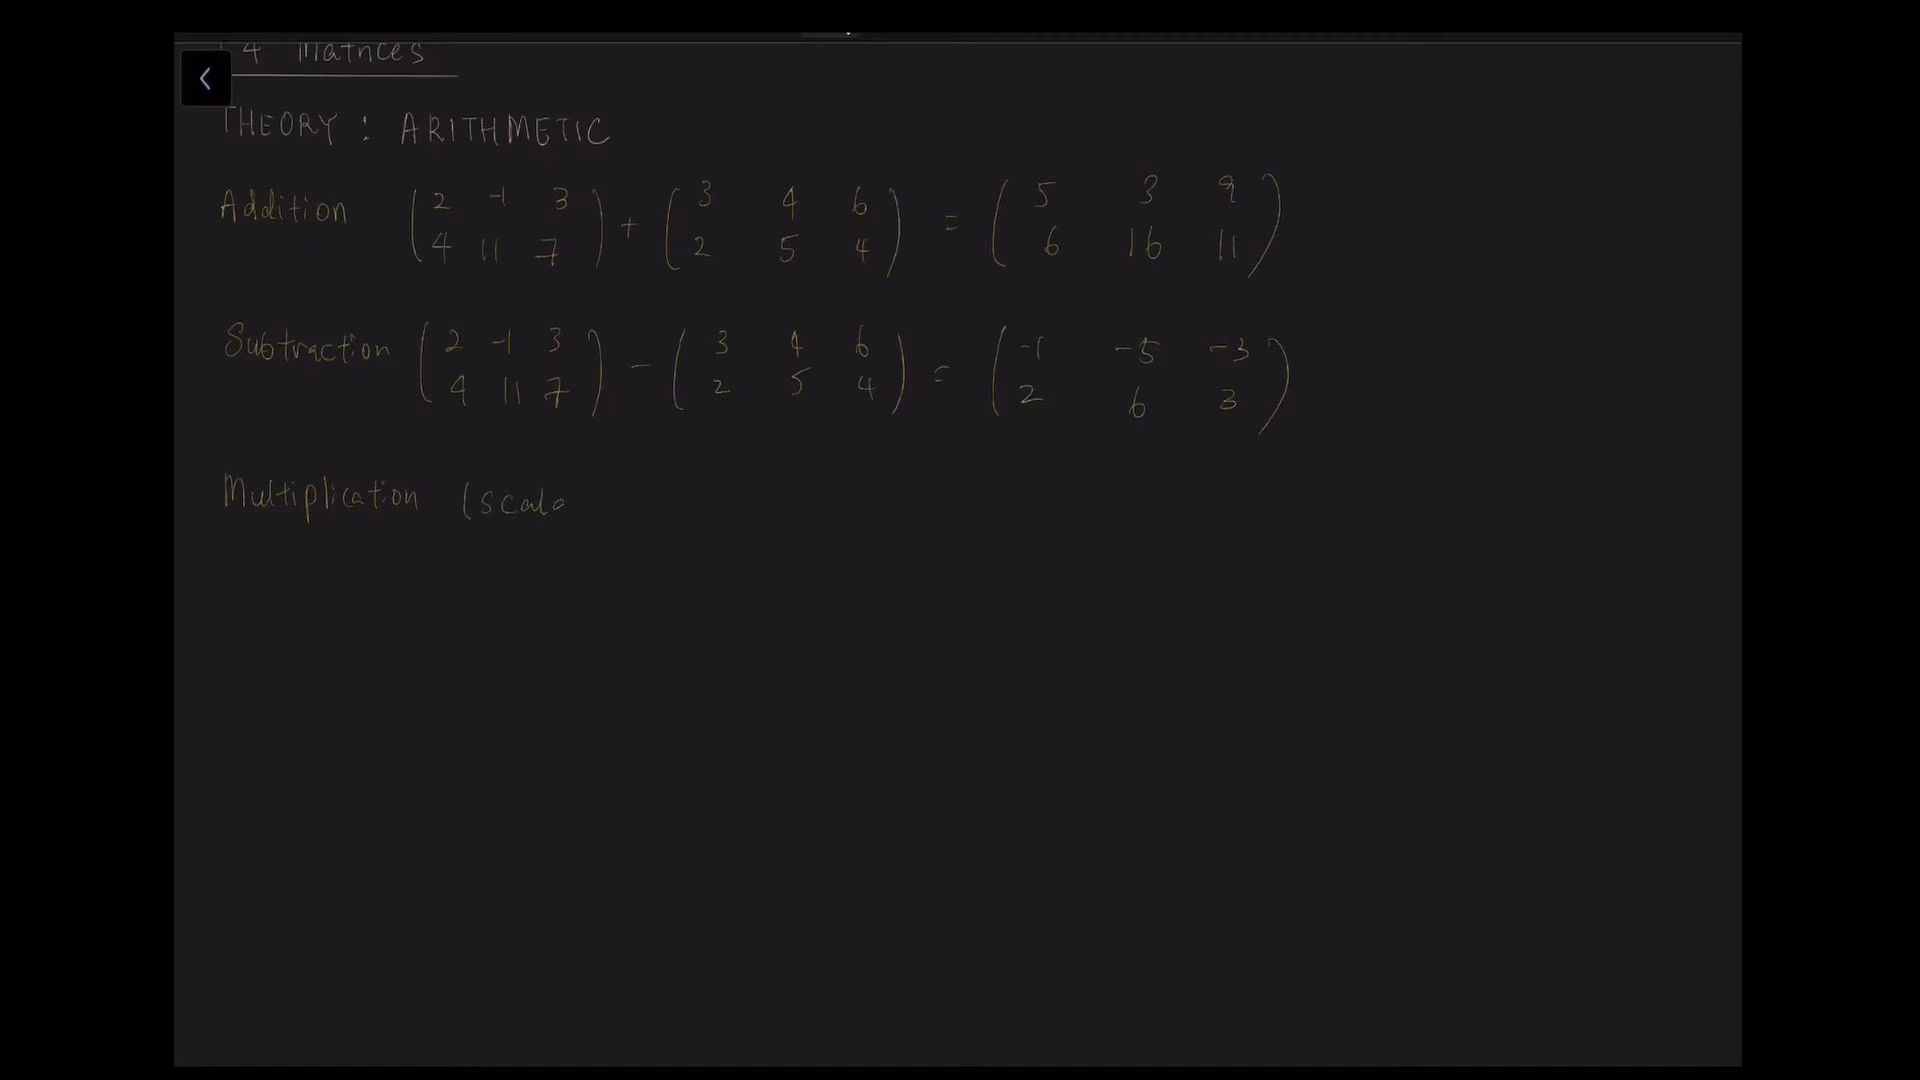 4 Matrices
THEORY : ARITHMETIC
Addition ( 2 -1 3 ) + ( 3 4 6 ) = ( 5 3 9 )
( 4 11 7 ) ( 2 5 4 ) ( 6 16 11 )
Subtraction ( 2 -1 3 ) - ( 3 4 6 ) = ( -1 -5 -3 )
( 4 11 7 ) ( 2 5 4 ) ( 2 6 3 )
Multiplication (scala